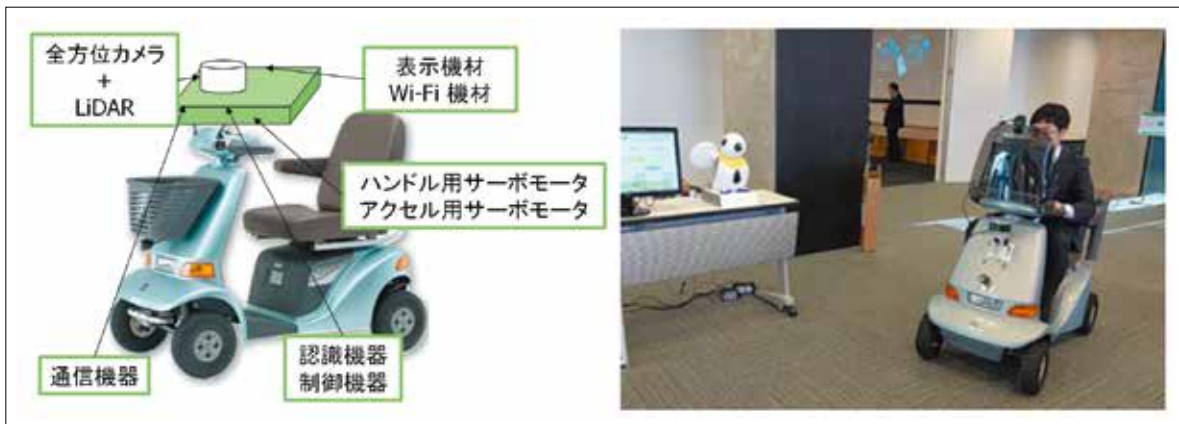 全方位カメラ
+
LiDAR
表示機材
Wi-Fi 機材
ハンドル用サーボモータ
アクセル用サーボモータ
通信機器
認識機器
制御機器